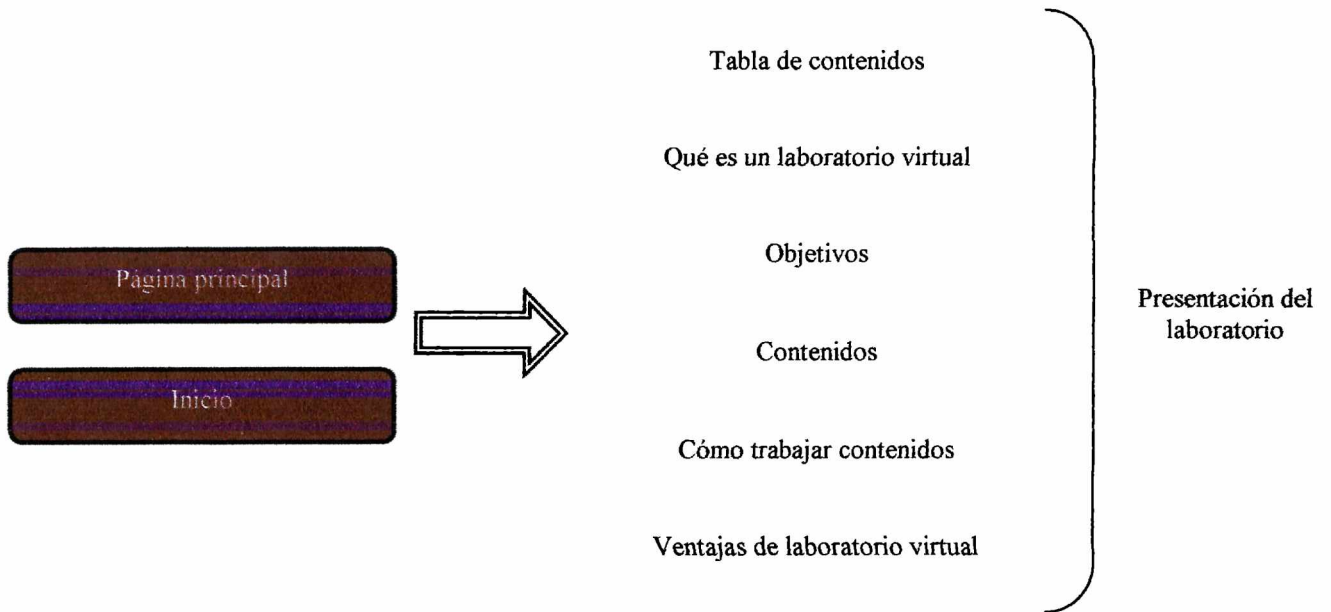 Página principal
Inicio
Tabla de contenidos
Qué es un laboratorio virtual
Objetivos
Contenidos
Cómo trabajar contenidos
Ventajas de laboratorio virtual
Presentación del
laboratorio